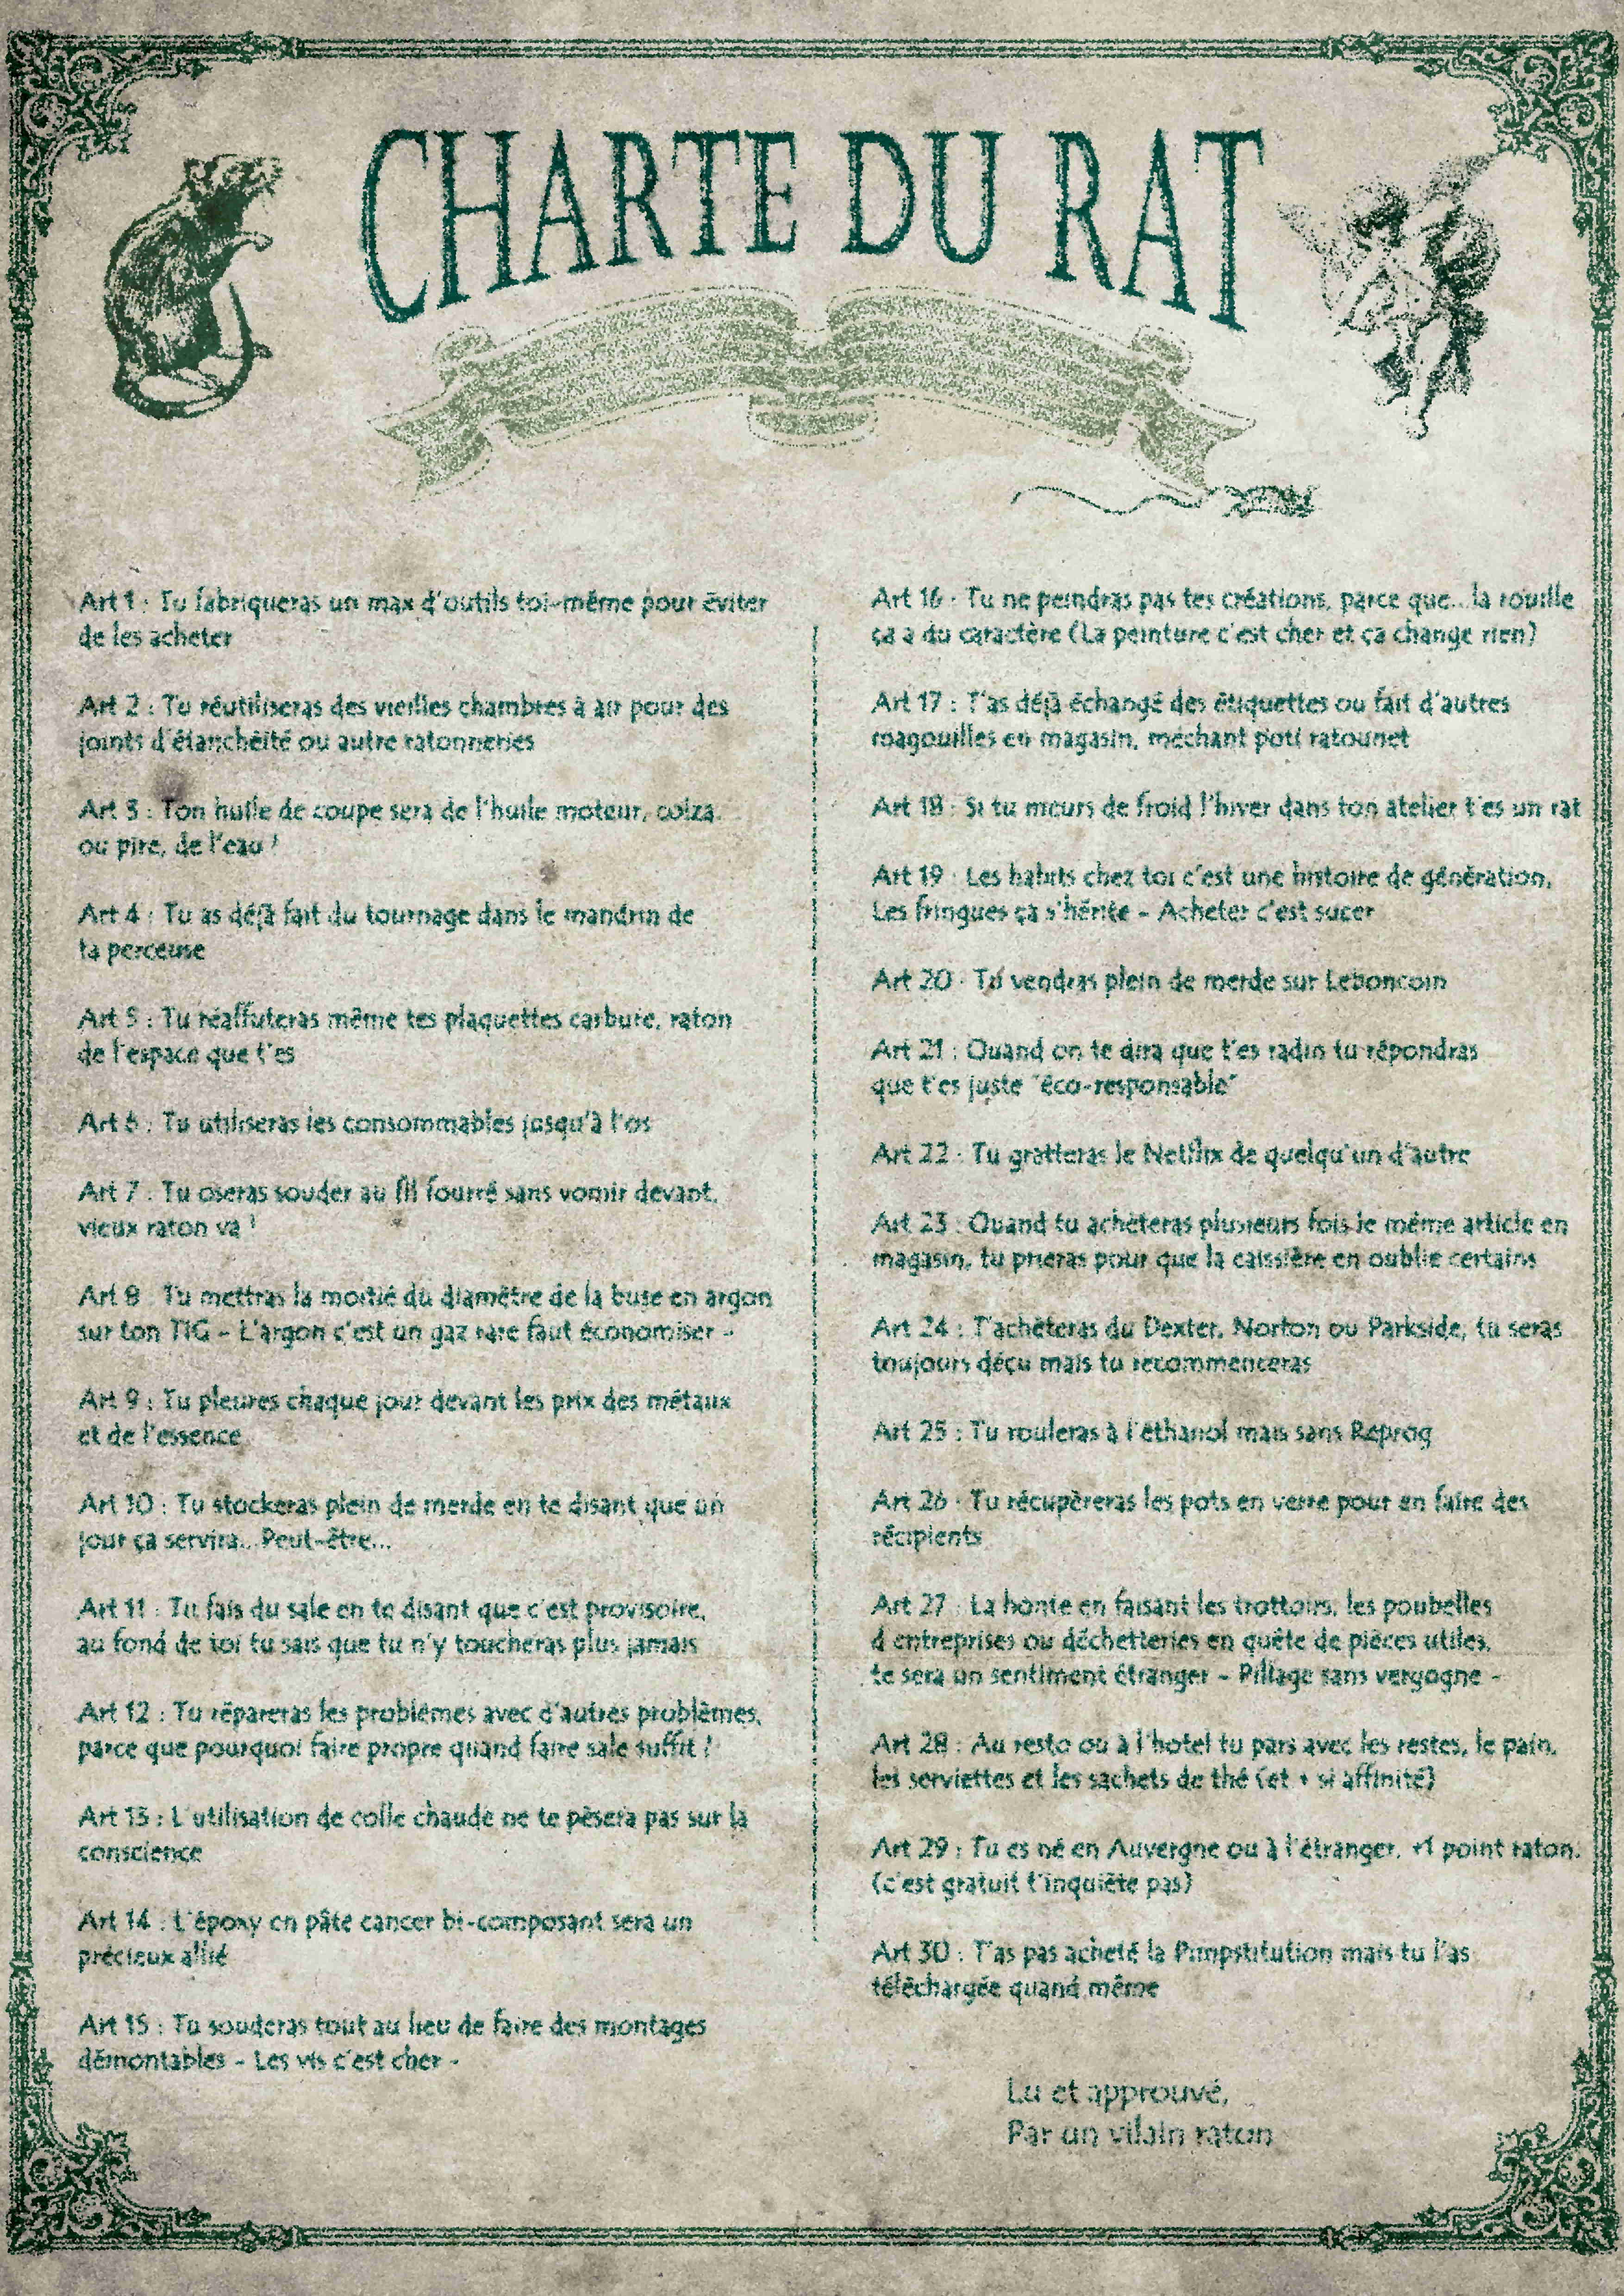 CHARTE DU RAT
Art 1 : Tu fabriqueras un max d'outils toi-même pour éviter
de les acheter
Art 2 : Tu réutiliseras des vieilles chambres à air pour des
joints d'étanchéité ou autre ratonneries
Art 3 : Ton huile de coupe sera de l'huile moteur, colza
ou pire, de l'eau !
Art 4 : Tu as déjà fait du tournage dans le mandrin de
ta perceuse
Art 5 : Tu réaffuteras même tes plaquettes carbure, raton
de l'espace que t'es
Art 6 : Tu utiliseras les consommables jusqu'à l'os
Art 7 : Tu oseras souder au fil fourré sans vomir devant,
vieux raton va !
Art 8 : Tu mettras la moitié du diamètre de la buse en argon
sur ton TIG - L'argon c'est un gaz rare faut économiser -
Art 9 : Tu pleures chaque jour devant les prix des métaux
et de l'essence
Art 10 : Tu stockeras plein de merde en te disant que un
jour ça servira... Peut-être...
Art 11 : Tu fais du sale en te disant que c'est provisoire,
au fond de toi tu sais que tu n'y toucheras plus jamais
Art 12 : Tu répareras les problèmes avec d'autres problèmes,
parce que pourquoi faire propre quand faire sale suffit !
Art 13 : L'utilisation de colle chaude ne te pèsera pas sur la
conscience
Art 14 : L'époxy en pâte cancer bi-composant sera un
précieux allié
Art 15 : Tu souderas tout au lieu de faire des montages
démontables - Les vis c'est cher -
Art 16 : Tu ne peindras pas tes créations, parce que...la rouille
ça a du caractère (La peinture c'est cher et ça change rien)
Art 17 : T'as déjà échangé des étiquettes ou fait d'autres
magouilles en magasin, méchant poti ratounet
Art 18 : Si tu meurs de froid l'hiver dans ton atelier t'es un rat
Art 19 : Les habits chez toi c'est une histoire de génération,
Les fringues ça s'hérite - Acheter c'est sucer
Art 20 : Tu vendras plein de merde sur Leboncoin
Art 21 : Quand on te dira que t'es radin tu répondras
que t'es juste "éco-responsable"
Art 22 : Tu gratteras le Netflix de quelqu'un d'autre
Art 23 : Quand tu achèteras plusieurs fois le même article en
magasin, tu prieras pour que la caissière en oublie certains
Art 24 : T'achèteras du Dexter, Norton ou Parkside, tu seras
toujours déçu mais tu recommenceras
Art 25 : Tu rouleras à l'éthanol mais sans Reprog
Art 26 : Tu récupèreras les pots en verre pour en faire des
récipients
Art 27 : La honte en faisant les trottoirs, les poubelles
d'entreprises ou déchetteries en quête de pièces utiles,
te sera un sentiment étranger - Pillage sans vergogne -
Art 28 : Au resto ou à l'hotel tu pars avec les restes, le pain,
les serviettes et les sachets de thé (et + si affinité)
Art 29 : Tu es né en Auvergne ou à l'étranger, +1 point raton.
(c'est gratuit t'inquiète pas)
Art 30 : T'as pas acheté la Pimpstitution mais tu l'as
téléchargée quand même
Lu et approuvé,
Par un vilain raton